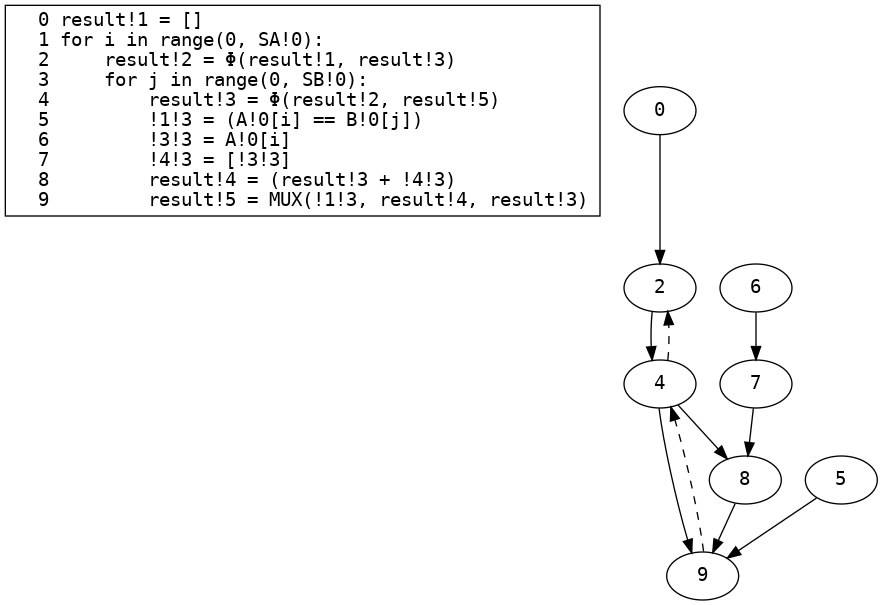 0 result!1 = []
1 for i in range(0, SA!0):
2     result!2 = Φ(result!1, result!3)
3     for j in range(0, SB!0):
4         result!3 = Φ(result!2, result!5)
5         !1!3 = (A!0[i] == B!0[j])
6         !3!3 = A!0[i]
7         !4!3 = [!3!3]
8         result!4 = (result!3 + !4!3)
9         result!5 = MUX(!1!3, result!4, result!3)
0
2
6
4
7
8
5
9